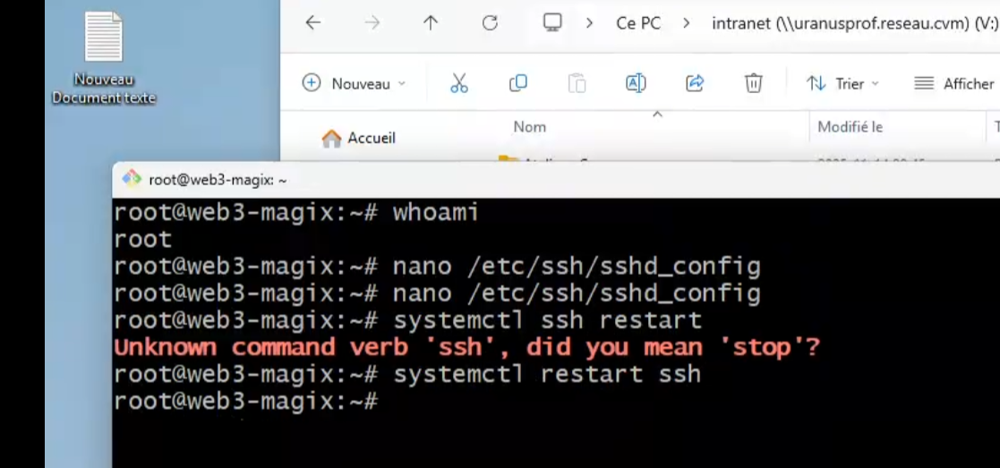 Nouveau
Document texte
Ce PC > intranet (\\uranusprof.reseau.cvm) (V:)
Nouveau
Trier
Afficher
Accueil
Nom
Modifié le
root@web3-magix: ~
root@web3-magix:~# whoami
root
root@web3-magix:~# nano /etc/ssh/sshd_config
root@web3-magix:~# nano /etc/ssh/sshd_config
root@web3-magix:~# systemctl ssh restart
Unknown command verb 'ssh', did you mean 'stop'?
root@web3-magix:~# systemctl restart ssh
root@web3-magix:~#